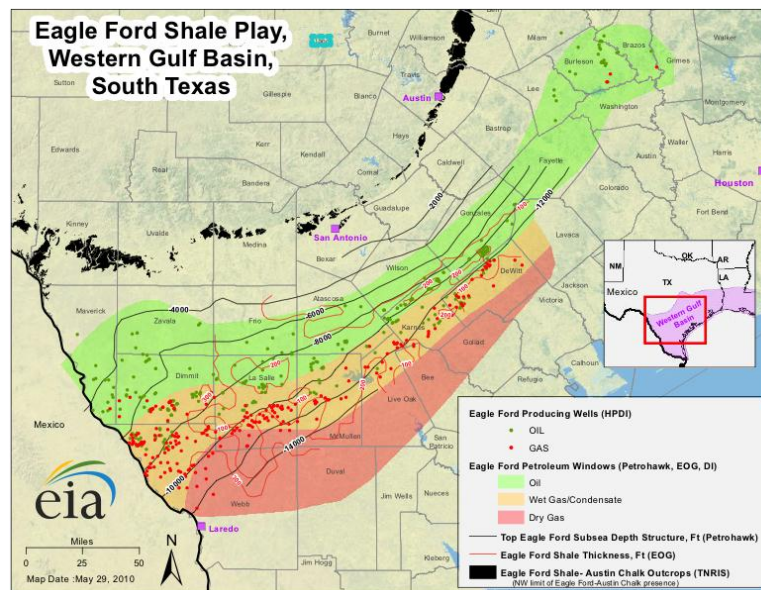 Eagle Ford Shale Play,
Western Gulf Basin,
South Texas
Burnet
Williamson
Milam
Brazos
Grimes
Walker
Burleson
Sutton
Gillespie
Blanco
Travis
Austin
Lee
Washington
Montgomery
Bastrop
Hays
Edwards
Kerr
Kendall
Real
Bandera
Comal
Caldwell
Fayette
Austin
Waller
Harris
Houston
Colorado
Fort Bend
Guadalupe
-2000
Gonzales
-12000
100
Kinney
Uvalde
Medina
San Antonio
Bexar
Lavaca
Wilson
200
DeWitt
Jackson
Victoria
Maverick
Zavala
Frio
Atascosa
-4000
-6000
-8000
Karnes
Goliad
Calhoun
Refugio
Dimmit
La Salle
200
100
Bee
Live Oak
McMullen
San Patricio
-14000
-10000
Duval
Webb
Jim Wells
Nueces
Kleberg
Jim Hogg
Laredo
Mexico
NM
OK
AR
TX
LA
Mexico
Western Gulf
Basin
Eagle Ford Producing Wells (HPDI)
OIL
GAS
Eagle Ford Petroleum Windows (Petrohawk, EOG, DI)
Oil
Wet Gas/Condensate
Dry Gas
Top Eagle Ford Subsea Depth Structure, Ft (Petrohawk)
Eagle Ford Shale Thickness, Ft (EOG)
Eagle Ford Shale- Austin Chalk Outcrops (TNRIS)
(NW limit of Eagle Ford-Austin Chalk presence)
eia
Miles
0 25 50
N
Map Date :May 29, 2010